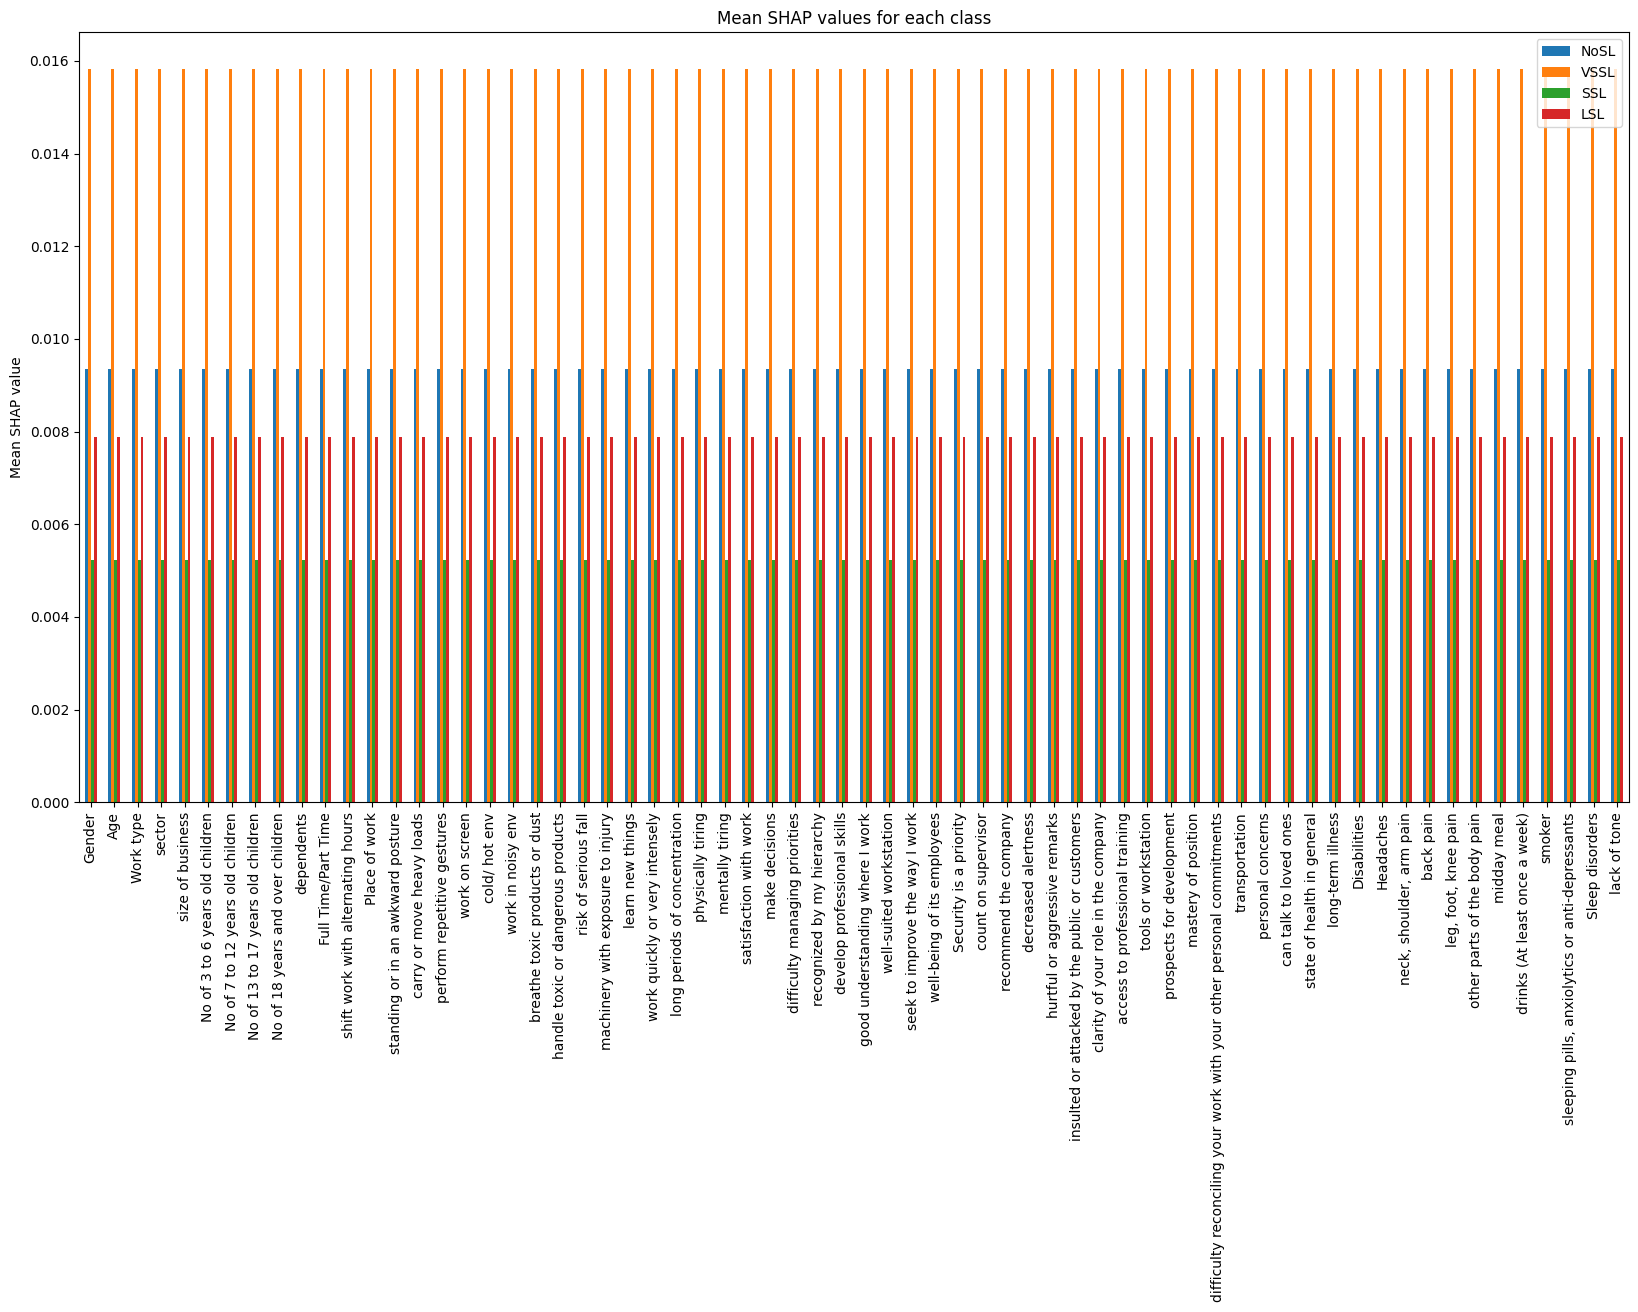 Mean SHAP values for each class
NoSL
VSSL
SSL
LSL
Mean SHAP value
0.016
0.014
0.012
0.010
0.008
0.006
0.004
0.002
0.000
Gender
Age
Work type
sector
size of business
No of 3 to 6 years old children
No of 7 to 12 years old children
No of 13 to 17 years old children
No of 18 years and over children
dependents
Full Time/Part Time
shift work with alternating hours
Place of work
standing or in an awkward posture
carry or move heavy loads
perform repetitive gestures
work on screen
cold/ hot env
work in noisy env
breathe toxic products or dust
handle toxic or dangerous products
risk of serious fall
machinery with exposure to injury
learn new things
work quickly or very intensely
long periods of concentration
physically tiring
mentally tiring
satisfaction with work
make decisions
difficulty managing priorities
recognized by my hierarchy
develop professional skills
good understanding where I work
well-suited workstation
seek to improve the way I work
well-being of its employees
Security is a priority
count on supervisor
recommend the company
decreased alertness
hurtful or aggressive remarks
insulted or attacked by the public or customers
clarity of your role in the company
access to professional training
tools or workstation
prospects for development
mastery of position
difficulty reconciling your work with your other personal commitments
transportation
personal concerns
can talk to loved ones
state of health in general
long-term illness
Disabilities
Headaches
neck, shoulder, arm pain
back pain
leg, foot, knee pain
other parts of the body pain
midday meal
drinks (At least once a week)
smoker
sleeping pills, anxiolytics or anti-depressants
Sleep disorders
lack of tone